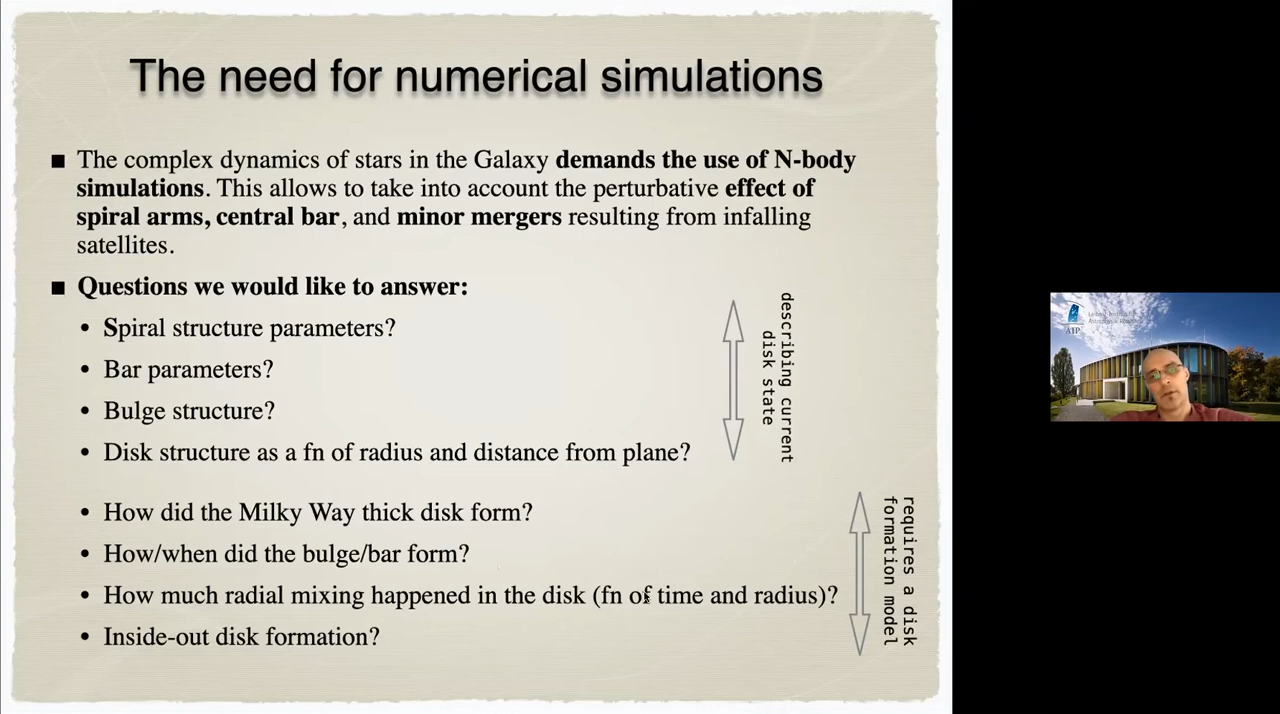 The need for numerical simulations
■ The complex dynamics of stars in the Galaxy demands the use of N-body
simulations. This allows to take into account the perturbative effect of
spiral arms, central bar, and minor mergers resulting from infalling
satellites.
■ Questions we would like to answer:
• Spiral structure parameters?
• Bar parameters?
• Bulge structure?
• Disk structure as a fn of radius and distance from plane?
describing current
disk state
• How did the Milky Way thick disk form?
• How/when did the bulge/bar form?
• How much radial mixing happened in the disk (fn of time and radius)?
• Inside-out disk formation?
requires a disk
formation model
AIP